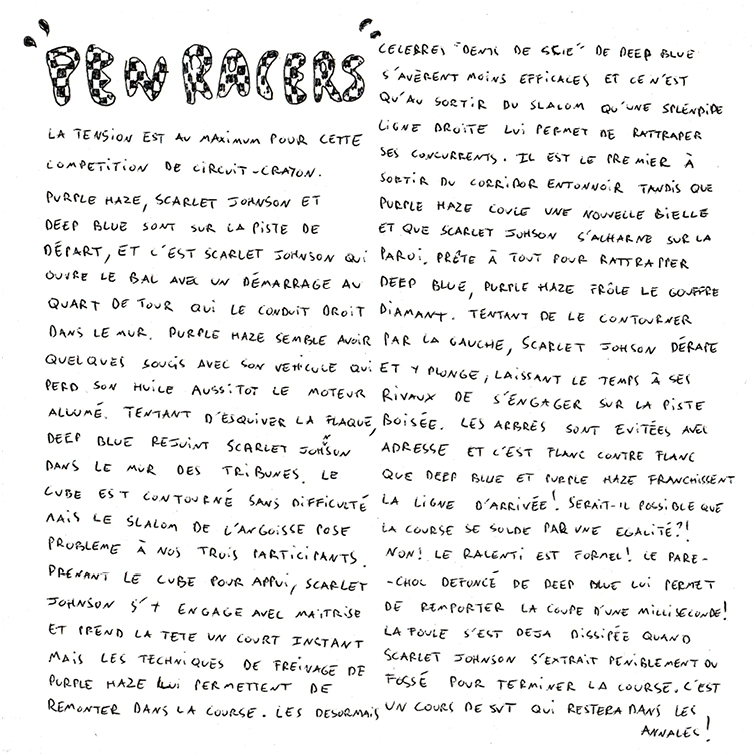 "PEN RACERS"
LA TENSION EST AU MAXIMUM POUR CETTE
COMPETITION DE CIRCUIT-CRAYON.
PURPLE HAZE, SCARLET JOHNSON ET
DEEP BLUE SONT SUR LA PISTE DE
DÉPART, ET C'EST SCARLET JOHNSON QUI
OUVRE LE BAL AVEC UN DÉMARRAGE AU
QUART DE TOUR QUI LE CONDUIT DROIT
DANS LE MUR. PURPLE HAZE SEMBLE AVOIR
QUELQUES SOUCIS AVEC SON VEHICULE QUI
PERD SON HUILE AUSSITOT LE MOTEUR
ALLUMÉ. TENTANT D'ESQUIVER LA FLAQUE,
DEEP BLUE REJOINT SCARLET JOHNSON
DANS LE MUR DES TRIBUNES. LE
CUBE EST CONTOURNÉ SANS DIFFICULTÉ
MAIS LE SLALOM DE L'ANGOISSE POSE
PROBLEME À NOS TROIS PARTICIPANTS.
PRENANT LE CUBE POUR APPUI, SCARLET
JOHNSON S'Y ENGAGE AVEC MAITRISE
ET PREND LA TETE UN COURT INSTANT
MAIS LES TECHNIQUES DE FREINAGE DE
PURPLE HAZE LUI PERMETTENT DE
REMONTER DANS LA COURSE. LES DESORMAIS
CELEBRES "DENTS DE SCIE" DE DEEP BLUE
S'AVÈRENT MOINS EFFICACES ET CE N'EST
QU'AU SORTIR DU SLALOM QU'UNE SPLENDIDE
LIGNE DROITE LUI PERMET DE RATTRAPER
SES CONCURRENTS. IL EST LE PREMIER À
SORTIR DU CORRIDOR ENTONNOIR TANDIS QUE
PURPLE HAZE COULE UNE NOUVELLE BIELLE
ET QUE SCARLET JOHSON S'ACHARNE SUR LA
PAROI. PRÊTE À TOUT POUR RATTRAPPER
DEEP BLUE, PURPLE HAZE FRÔLE LE GOUFFRE
DIAMANT. TENTANT DE LE CONTOURNER
PAR LA GAUCHE, SCARLET JOHSON DÉRAPE
ET Y PLONGE, LAISSANT LE TEMPS À SES
RIVAUX DE S'ENGAGER SUR LA PISTE
BOISÉE. LES ARBRES SONT EVITÉES AVEC
ADRESSE ET C'EST FLANC CONTRE FLANC
QUE DEEP BLUE ET PURPLE HAZE FRANCHISSENT
LA LIGNE D'ARRIVÉE! SERAIT-IL POSSIBLE QUE
LA COURSE SE SOLDE PAR UNE EGALITÉ?!
NON! LE RALENTI EST FORMEL! LE PARE-
-CHOC DEFONCÉ DE DEEP BLUE LUI PERMET
DE REMPORTER LA COUPE D'UNE MILLISECONDE!
LA FOULE S'EST DEJA DISSIPÉE QUAND
SCARLET JOHNSON S'EXTRAIT PÉNIBLEMENT DU
FOSSÉ POUR TERMINER LA COURSE. C'EST
UN COURS DE SVT QUI RESTERA DANS LES
ANNALES!